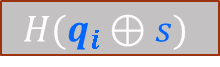 H(qᵢ ⊕ s)